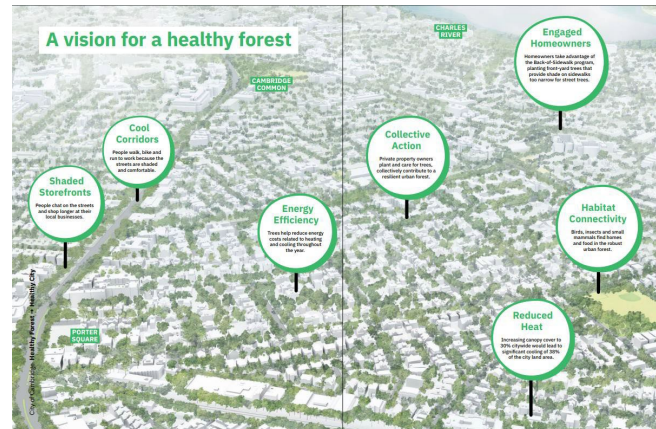 A vision for a healthy forest
CHARLES
RIVER
CAMBRIDGE
COMMON
Engaged
Homeowners
Homeowners take advantage of
the Back-of-Sidewalk program,
planting front-yard trees that
provide shade on sidewalks
too narrow for street trees.
Cool
Corridors
People walk, bike and
run to work because the
streets are shaded
and comfortable.
Collective
Action
Private property owners
plant and care for trees,
collectively contribute to a
resilient urban forest.
Shaded
Storefronts
People chat on the streets
and shop longer at their
local businesses.
Energy
Efficiency
Trees help reduce energy
costs related to heating
and cooling throughout
the year.
Habitat
Connectivity
Birds, insects and small
mammals find homes
and food in the robust
urban forest.
Reduced
Heat
Increasing canopy cover to
30% citywide would lead to
significant cooling of 38%
of the city land area.
PORTER
SQUARE
City of Cambridge, Healthy Forest = Healthy City